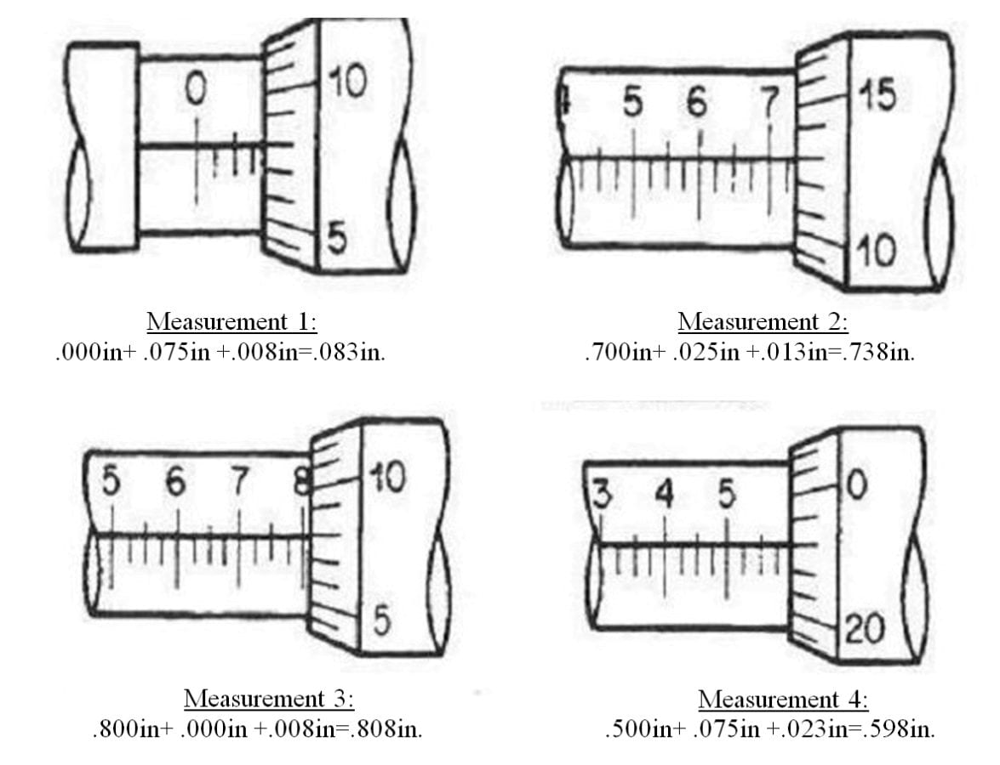 0
10
5
5 6 7
15
10
Measurement 1:
.000in+ .075in +.008in=.083in.
Measurement 2:
.700in+ .025in +.013in=.738in.
5 6 7 8
10
5
3 4 5
0
20
Measurement 3:
.800in+ .000in +.008in=.808in.
Measurement 4:
.500in+ .075in +.023in=.598in.